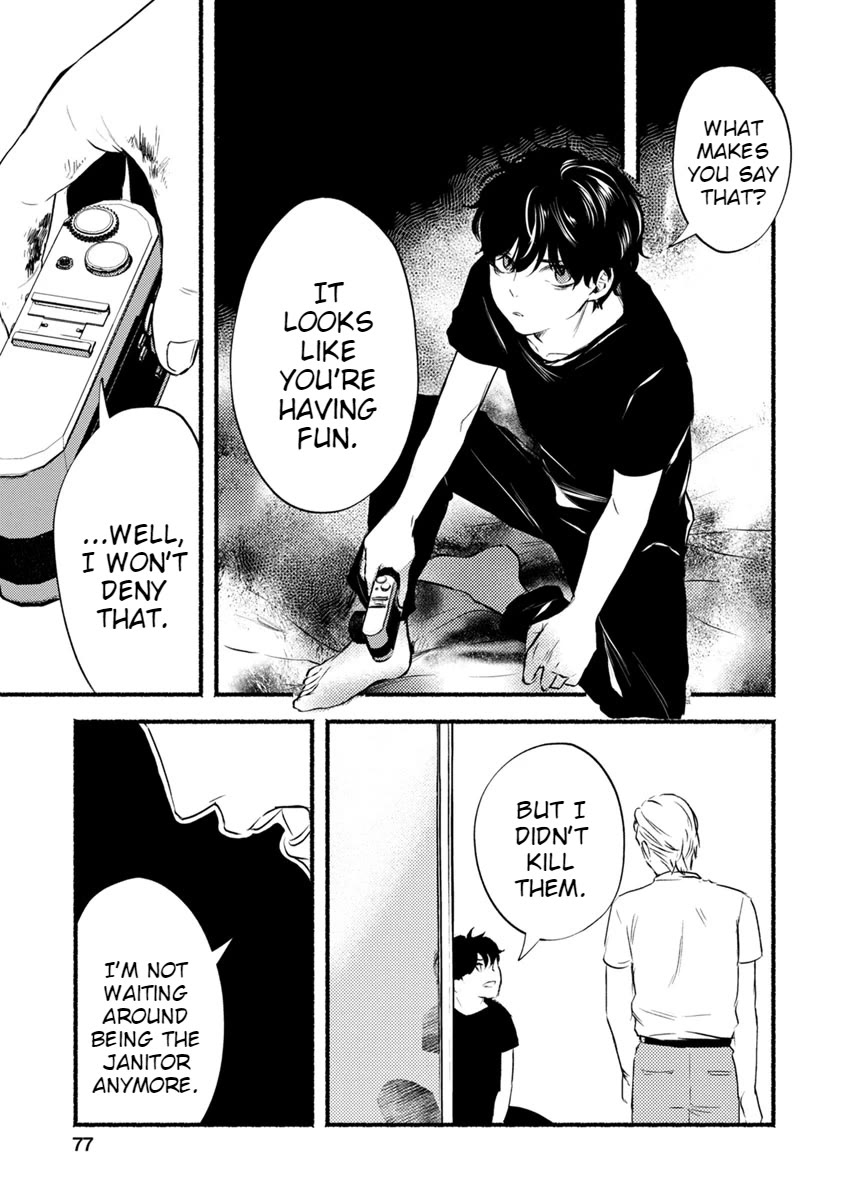 WHAT
MAKES
YOU SAY
THAT?
IT
LOOKS
LIKE
YOU'RE
HAVING
FUN.
...WELL,
I WON'T
DENY
THAT.
BUT I
DIDN'T
KILL
THEM.
I'M NOT
WAITING
AROUND
BEING THE
JANITOR
ANYMORE.
77